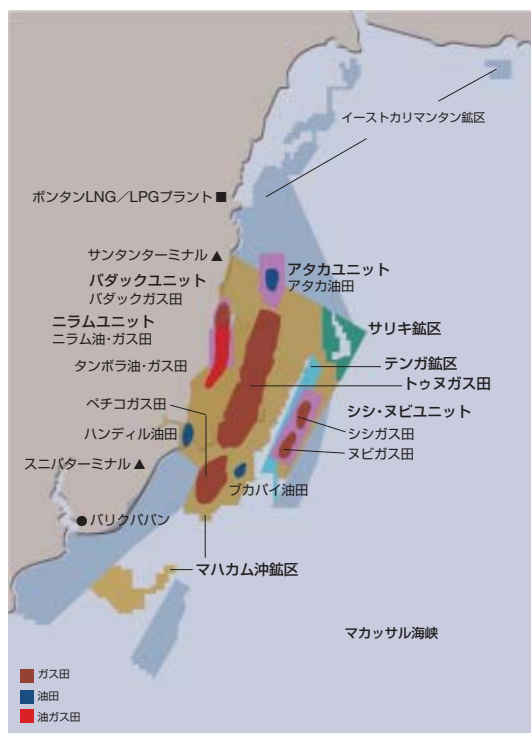 イーストカリマンタン鉱区
ボンタンLNG／LPGプラント■
サンタンターミナル▲
バダックユニット
バダックガス田
アタカユニット
アタカ油田
ニラムユニット
ニラム油・ガス田
サリキ鉱区
タンボラ油・ガス田
テンガ鉱区
トゥヌガス田
ペチコガス田
シシ・ヌビユニット
ハンディル油田
シシガス田
スニパターミナル▲
ヌビガス田
ブカパイ油田
●バリクパパン
マハカム沖鉱区
マカッサル海峡
ガス田
油田
油ガス田